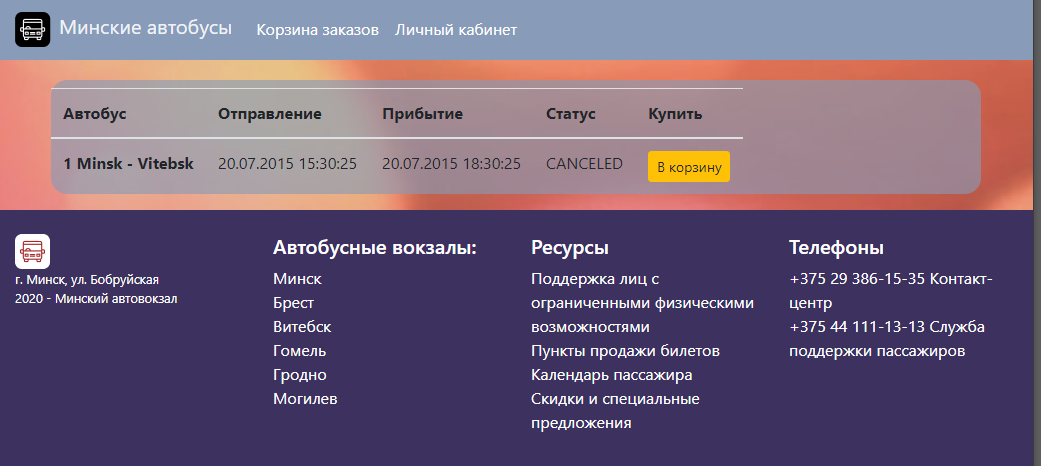 Минские автобусы Корзина заказов Личный кабинет
Автобус Отправление Прибытие Статус Купить
1 Minsk - Vitebsk 20.07.2015 15:30:25 20.07.2015 18:30:25 CANCELED В корзину
г. Минск, ул. Бобруйская
2020 - Минский автовокзал
Автобусные вокзалы:
Минск
Брест
Витебск
Гомель
Гродно
Могилев
Ресурсы
Поддержка лиц с
ограниченными физическими
возможностями
Пункты продажи билетов
Календарь пассажира
Скидки и специальные
предложения
Телефоны
+375 29 386-15-35 Контакт-
центр
+375 44 111-13-13 Служба
поддержки пассажиров